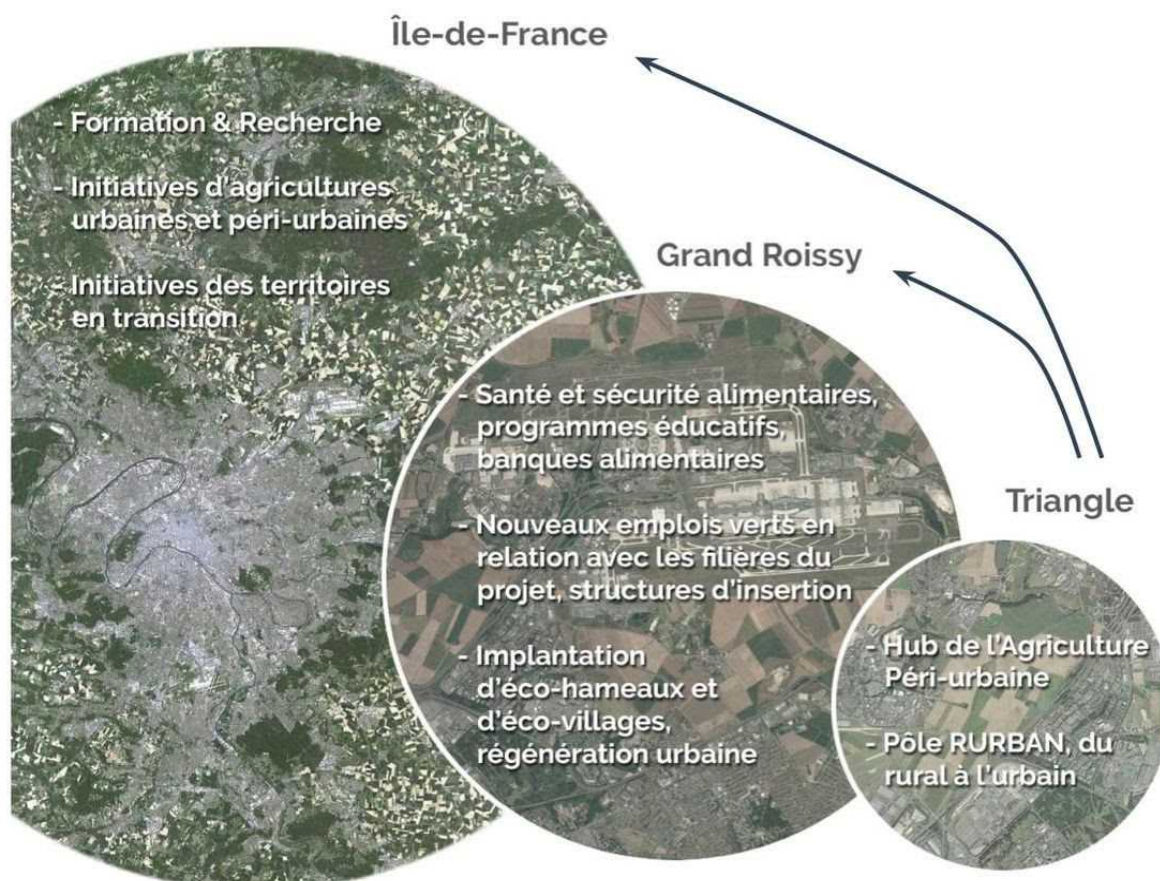 Île-de-France
- Formation & Recherche
- Initiatives d'agricultures
urbaines et péri-urbaines
- Initiatives des territoires
en transition
Grand Roissy
- Santé et sécurité alimentaires,
programmes éducatifs,
banques alimentaires
- Nouveaux emplois verts en
relation avec les filières du
projet, structures d'insertion
- Implantation
d'éco-hameaux et
d'éco-villages,
régénération urbaine
Triangle
- Hub de l'Agriculture
Péri-urbaine
- Pôle RURBAN, du
rural à l'urbain